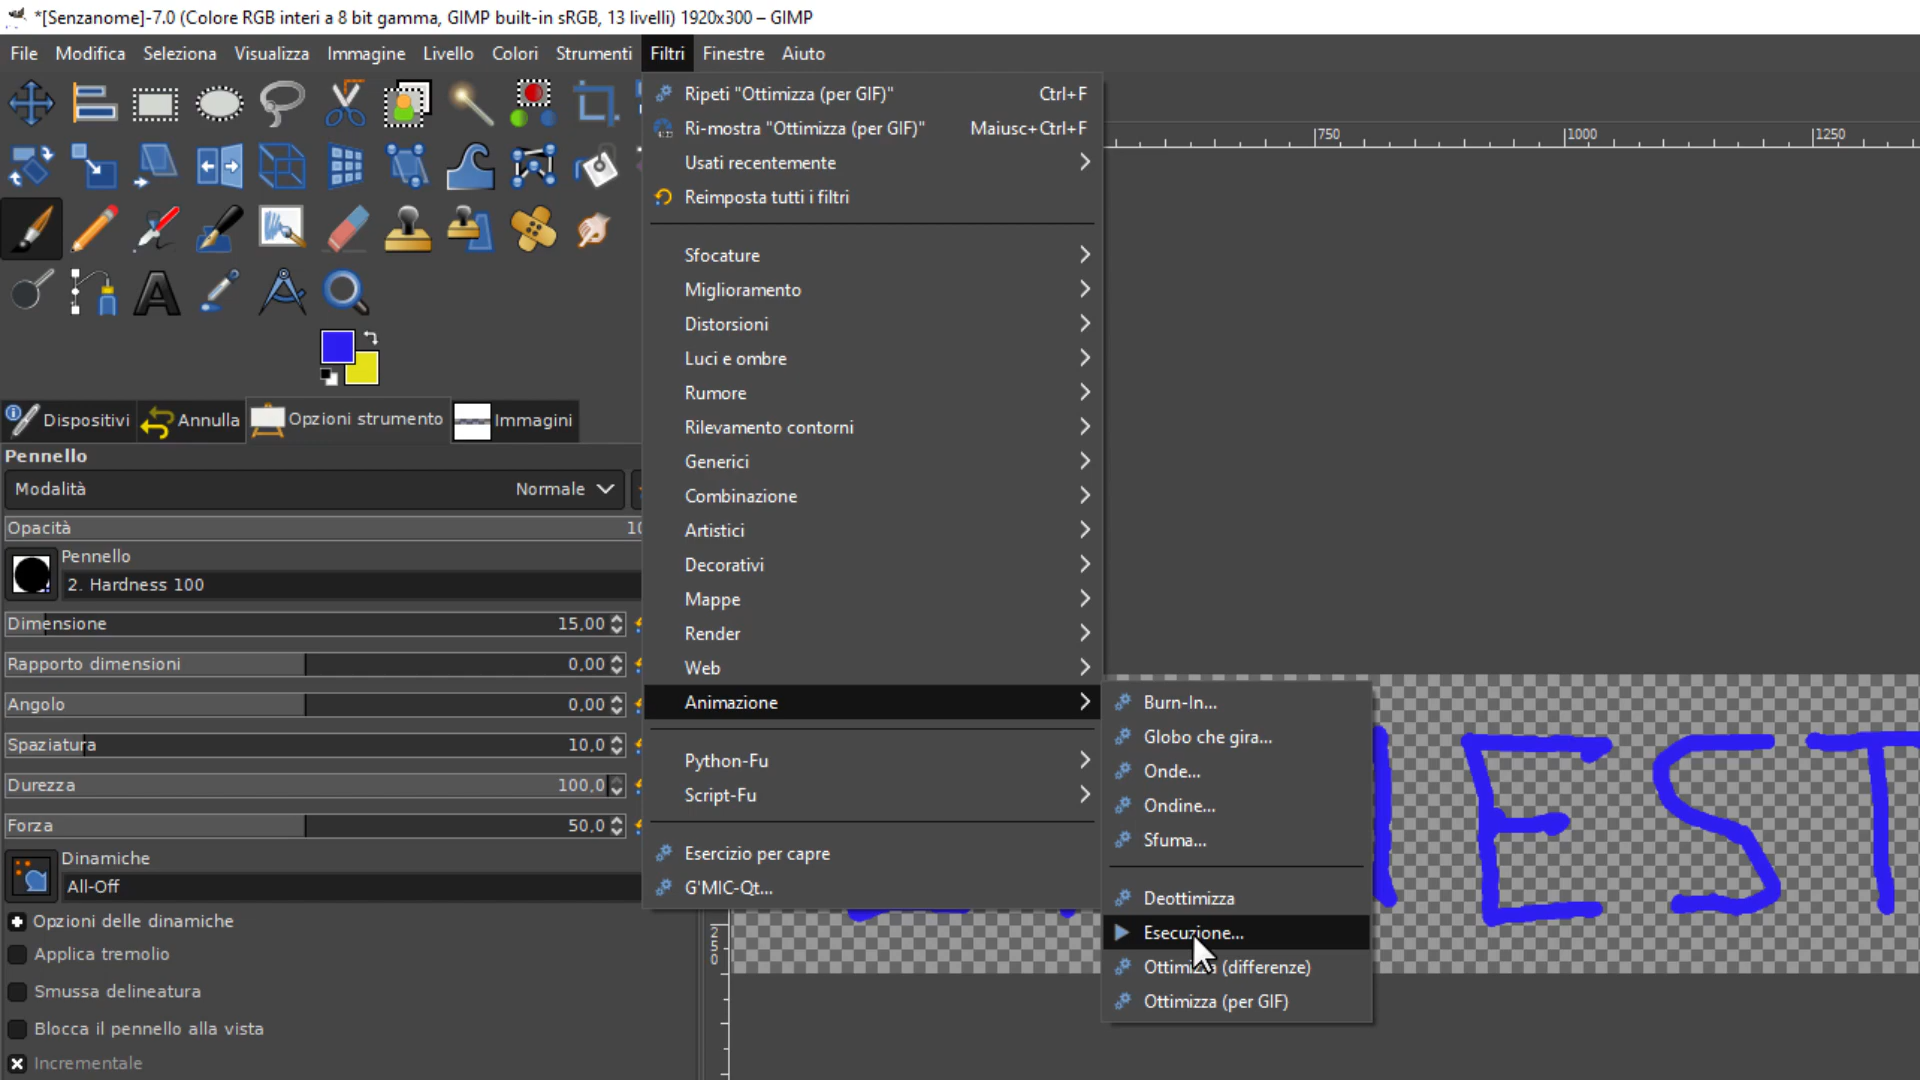 *[Senzanome]-7.0 (Colore RGB interi a 8 bit gamma, GIMP built-in sRGB, 13 livelli) 1920x300 – GIMP
File Modifica Seleziona Visualizza Immagine Livello Colori Strumenti Filtri Finestre Aiuto
Ripeti "Ottimizza (per GIF)" Ctrl+F
Ri-mostra "Ottimizza (per GIF)" Maiusc+Ctrl+F
Usati recentemente
Reimposta tutti i filtri
Sfocature
Miglioramento
Distorsioni
Luci e ombre
Rumore
Rilevamento contorni
Generici
Combinazione
Artistici
Decorativi
Mappe
Render
Web
Animazione
Python-Fu
Script-Fu
Esercizio per capre
G'MIC-Qt...
Burn-In...
Globo che gira...
Onde...
Ondine...
Sfuma...
Deottimizza
Esecuzione...
Ottimizza (differenze)
Ottimizza (per GIF)
750 1000 1250
250
EST
Dispositivi Annulla Opzioni strumento Immagini
Pennello
Modalità Normale
Opacità 10
Pennello
2. Hardness 100
Dimensione 15,00
Rapporto dimensioni 0,00
Angolo 0,00
Spaziatura 10,0
Durezza 100,0
Forza 50,0
Dinamiche
All-Off
Opzioni delle dinamiche
Applica tremolio
Smussa delineatura
Blocca il pennello alla vista
Incrementale